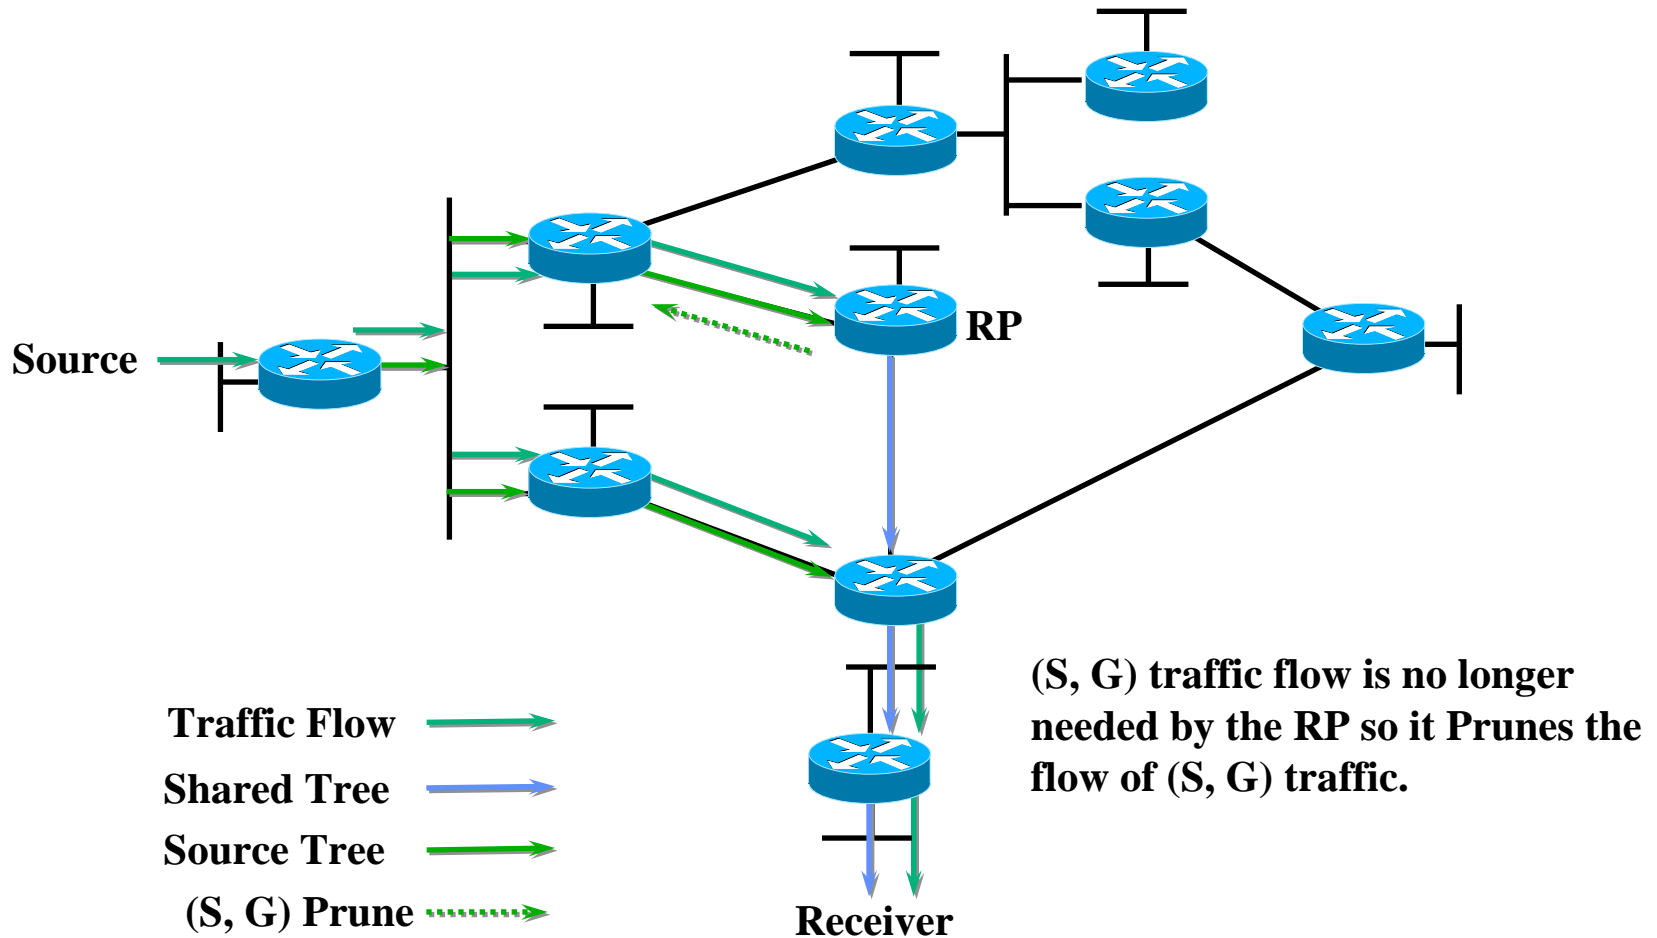 RP
Source
(S, G) traffic flow is no longer
needed by the RP so it Prunes the
flow of (S, G) traffic.
Traffic Flow
Shared Tree
Source Tree
(S, G) Prune
Receiver